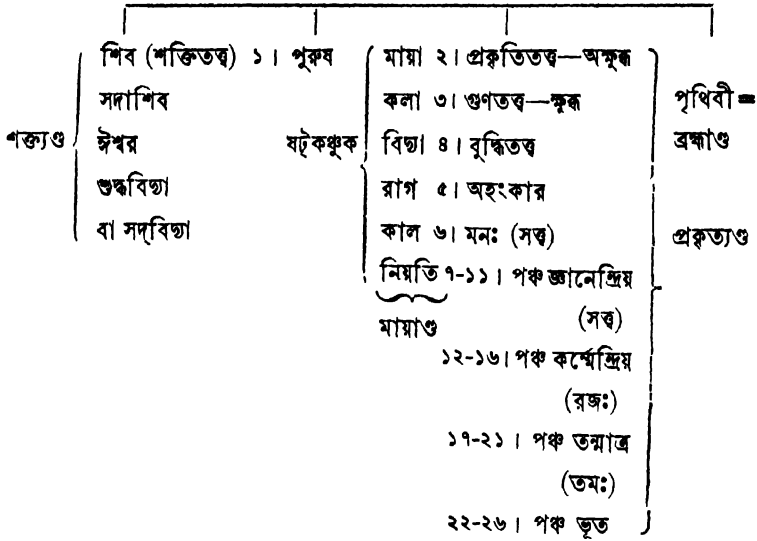 শিব (শক্তিতত্ত্ব) ১। পুরুষ মায়া ২। প্রকৃতিতত্ত্ব—অক্ষুব্ধ
সদাশিব কলা ৩। গুণতত্ত্ব—ক্ষুব্ধ পৃথিবী =
শক্ত্যণ্ড ঈশ্বর ষট্‌কঞ্চুক বিদ্যা ৪। বুদ্ধিতত্ত্ব ব্রহ্মাণ্ড
শুদ্ধবিদ্যা রাগ ৫। অহংকার
বা সদ্‌বিদ্যা কাল ৬। মনঃ (সত্ত্ব) প্রকৃত্যণ্ড
নিয়তি ৭-১১। পঞ্চ জ্ঞানেন্দ্রিয়
মায়াণ্ড (সত্ত্ব)
১২-১৬। পঞ্চ কর্ম্মেন্দ্রিয়
(রজঃ)
১৭-২১। পঞ্চ তন্মাত্র
(তমঃ)
২২-২৬। পঞ্চ ভূত